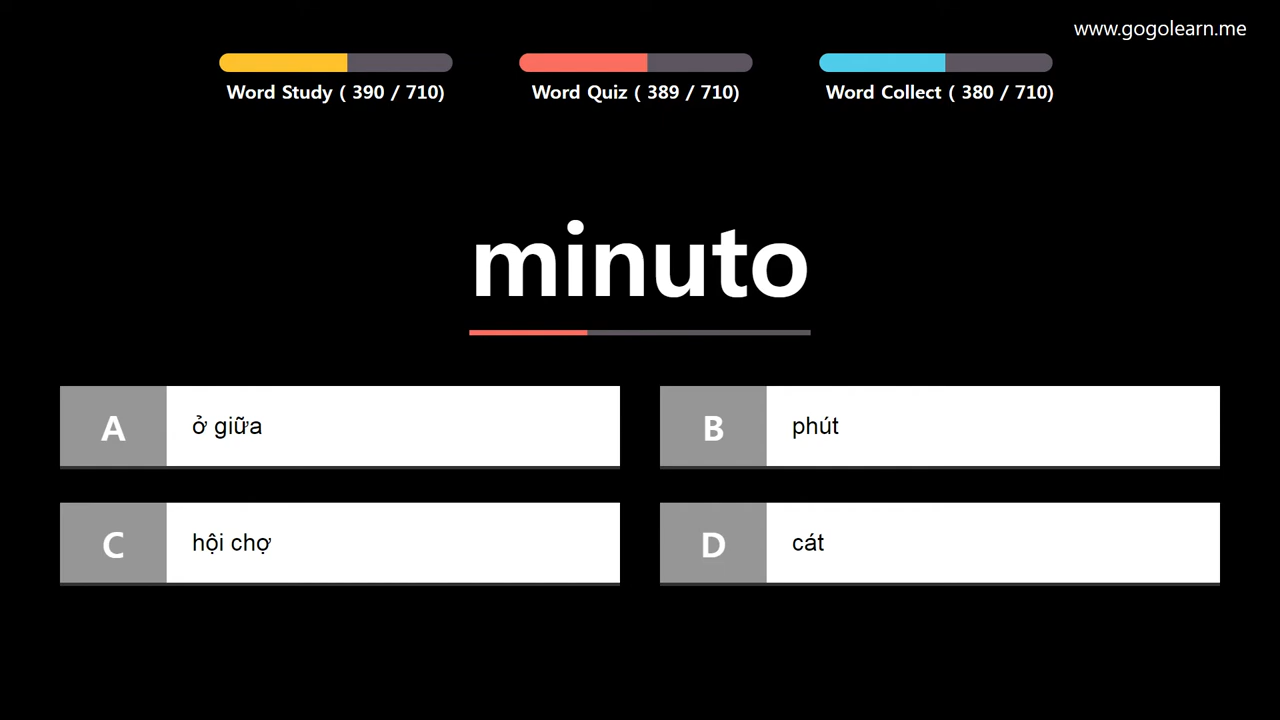 www.gogolearn.me
Word Study ( 390 / 710)
Word Quiz ( 389 / 710)
Word Collect ( 380 / 710)
minuto
A
ở giữa
B
phút
C
hội chợ
D
cát